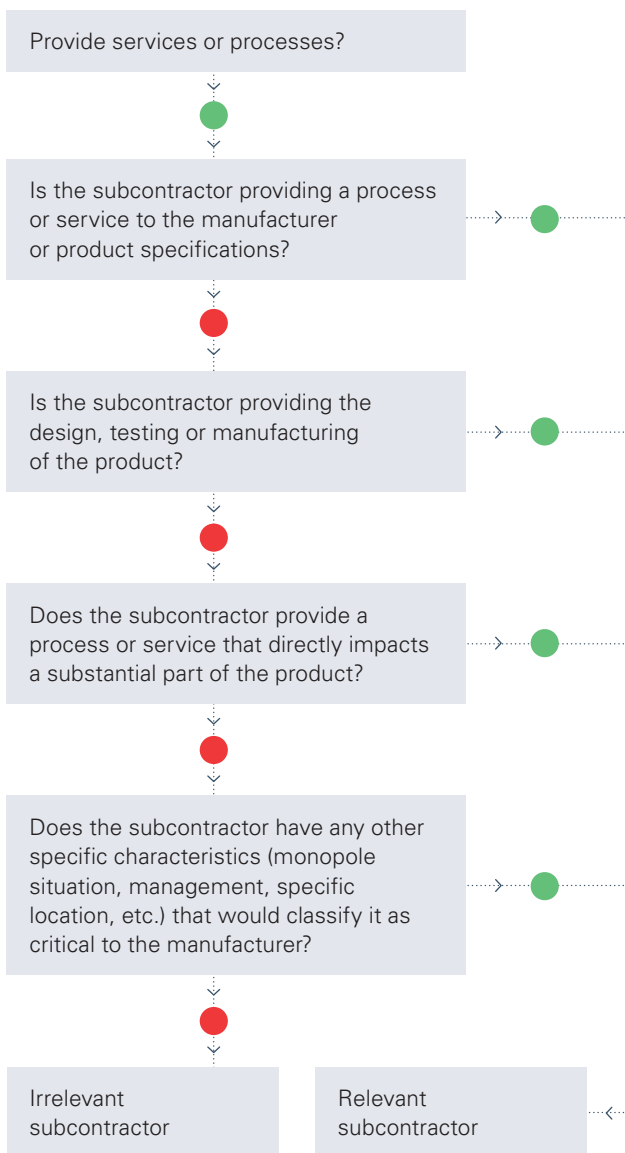 Provide services or processes?
Is the subcontractor providing a process
or service to the manufacturer
or product specifications?
Is the subcontractor providing the
design, testing or manufacturing
of the product?
Does the subcontractor provide a
process or service that directly impacts
a substantial part of the product?
Does the subcontractor have any other
specific characteristics (monopole
situation, management, specific
location, etc.) that would classify it as
critical to the manufacturer?
Irrelevant
subcontractor
Relevant
subcontractor